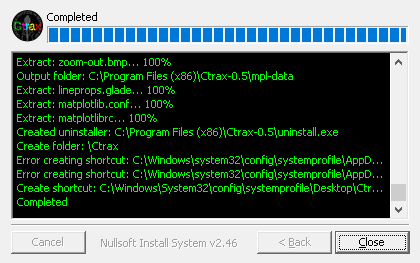 Ctrax
Completed
Extract: zoom-out.bmp... 100%
Output folder: C:\Program Files (x86)\Ctrax-0.5\mpl-data
Extract: lineprops.glade... 100%
Extract: matplotlib.conf... 100%
Extract: matplotlibrc... 100%
Created uninstaller: C:\Program Files (x86)\Ctrax-0.5\uninstall.exe
Create folder: \Ctrax
Error creating shortcut: C:\Windows\system32\config\systemprofile\AppD...
Error creating shortcut: C:\Windows\system32\config\systemprofile\AppD...
Create shortcut: C:\Windows\System32\config\systemprofile\Desktop\Ctr...
Completed
Cancel
Nullsoft Install System v2.46
< Back
Close